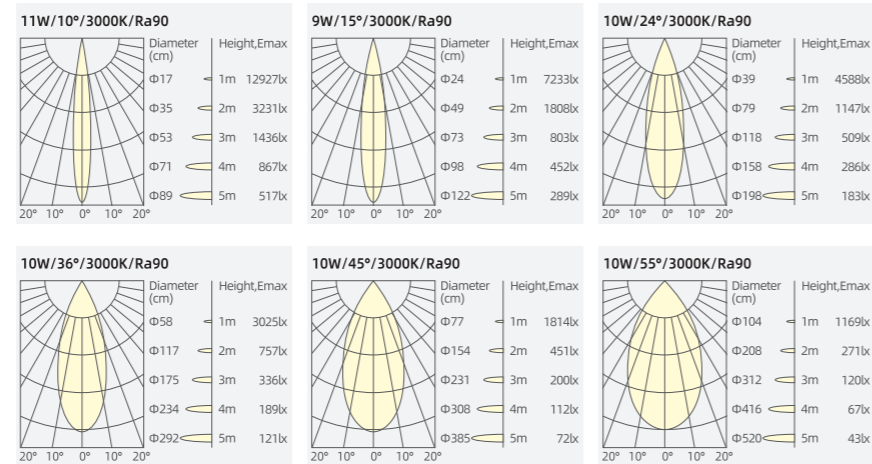 11W/10°/3000K/Ra90
Diameter (cm) Height,Emax
Φ17 1m 12927lx
Φ35 2m 3231lx
Φ53 3m 1436lx
Φ71 4m 867lx
Φ89 5m 517lx
20° 10° 0° 10° 20°
9W/15°/3000K/Ra90
Diameter (cm) Height,Emax
Φ24 1m 7233lx
Φ49 2m 1808lx
Φ73 3m 803lx
Φ98 4m 452lx
Φ122 5m 289lx
20° 10° 0° 10° 20°
10W/24°/3000K/Ra90
Diameter (cm) Height,Emax
Φ39 1m 4588lx
Φ79 2m 1147lx
Φ118 3m 509lx
Φ158 4m 286lx
Φ198 5m 183lx
20° 10° 0° 10° 20°
10W/36°/3000K/Ra90
Diameter (cm) Height,Emax
Φ58 1m 3025lx
Φ117 2m 757lx
Φ175 3m 336lx
Φ234 4m 189lx
Φ292 5m 121lx
20° 10° 0° 10° 20°
10W/45°/3000K/Ra90
Diameter (cm) Height,Emax
Φ77 1m 1814lx
Φ154 2m 451lx
Φ231 3m 200lx
Φ308 4m 112lx
Φ385 5m 72lx
20° 10° 0° 10° 20°
10W/55°/3000K/Ra90
Diameter (cm) Height,Emax
Φ104 1m 1169lx
Φ208 2m 271lx
Φ312 3m 120lx
Φ416 4m 67lx
Φ520 5m 43lx
20° 10° 0° 10° 20°